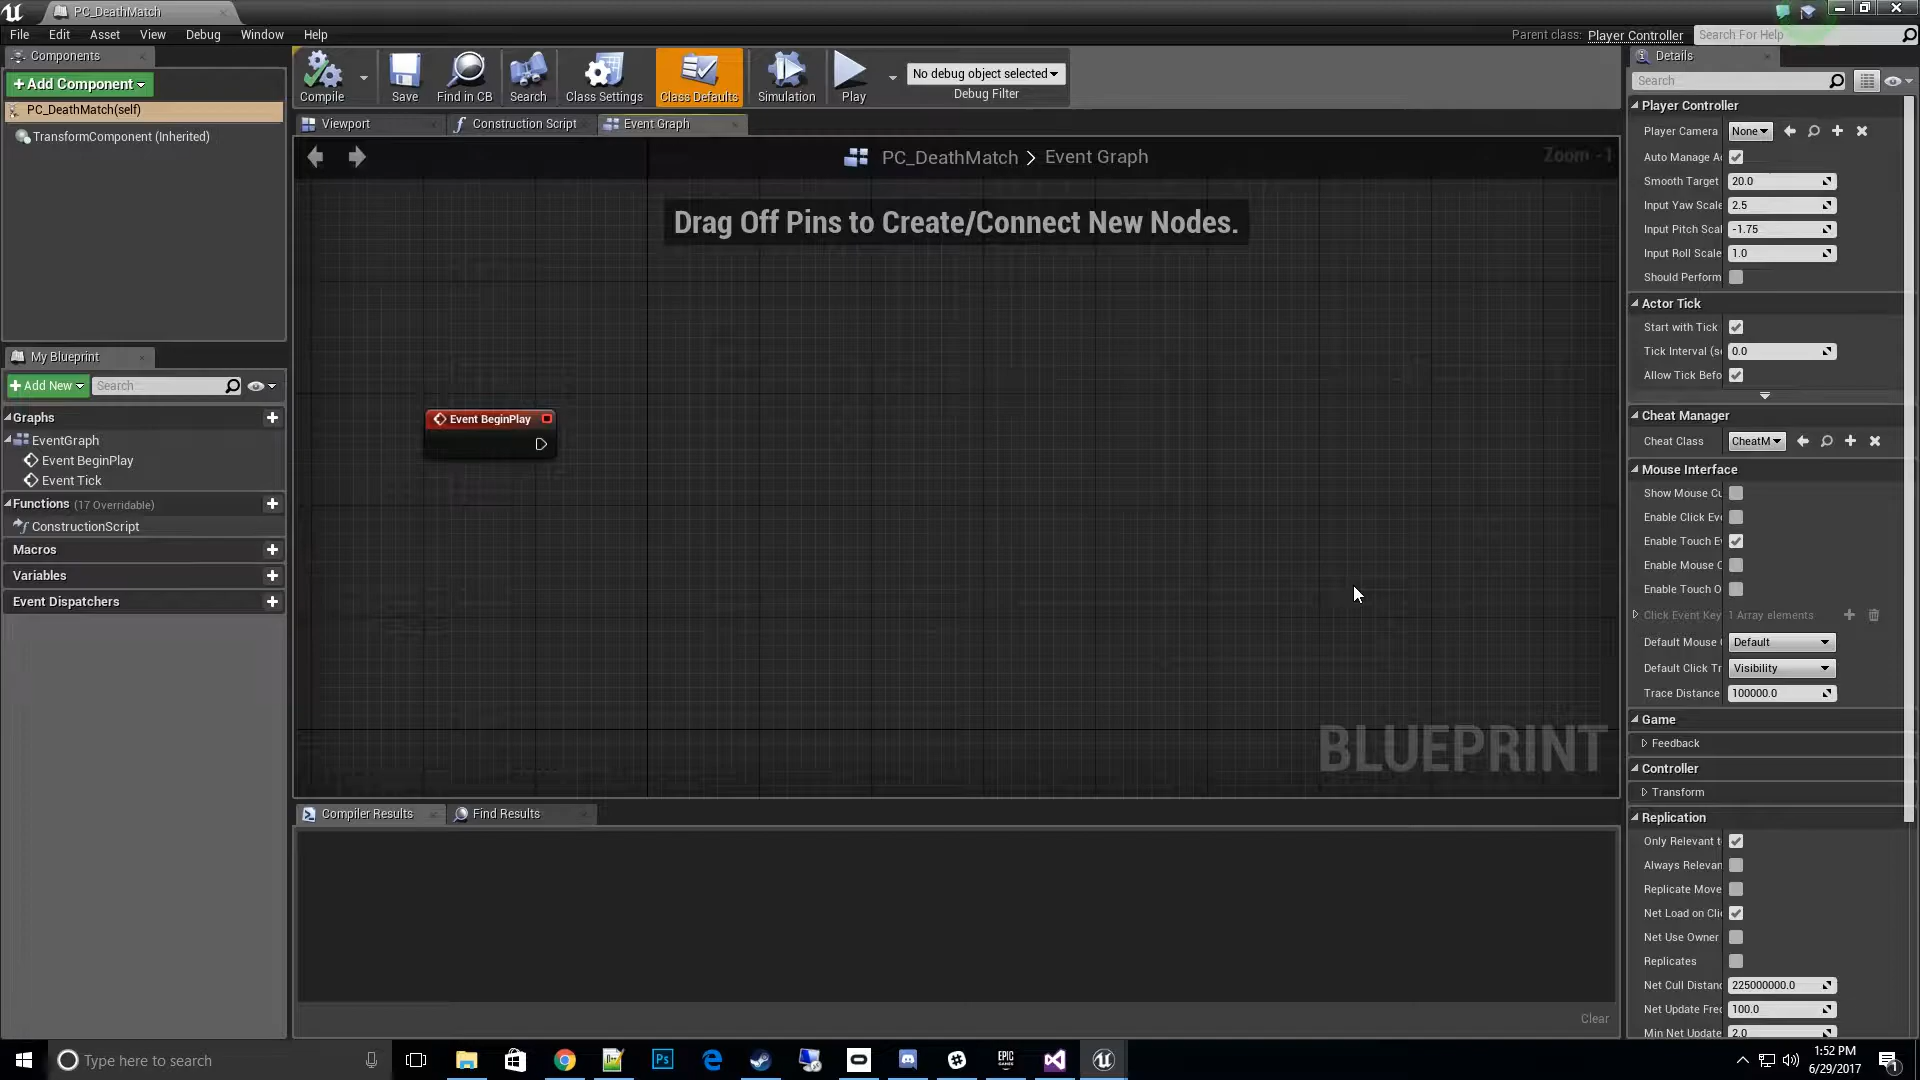 PC_DeathMatch
File Edit Asset View Debug Window Help
Parent class: Player Controller
Search For Help
Components
+Add Component
PC_DeathMatch(self)
TransformComponent (Inherited)
My Blueprint
+Add New
Search
Graphs
EventGraph
Event BeginPlay
Event Tick
Functions (17 Overridable)
ConstructionScript
Macros
Variables
Event Dispatchers
Compile
Save
Find in CB
Search
Class Settings
Class Defaults
Simulation
Play
No debug object selected
Debug Filter
Viewport
Construction Script
Event Graph
PC_DeathMatch > Event Graph
Zoom -1
Drag Off Pins to Create/Connect New Nodes.
Event BeginPlay
BLUEPRINT
Compiler Results
Find Results
Clear
Details
Search
Player Controller
Player Camera None
Auto Manage A
Smooth Target 20.0
Input Yaw Scale 2.5
Input Pitch Scal -1.75
Input Roll Scale 1.0
Should Perform
Actor Tick
Start with Tick
Tick Interval (s 0.0
Allow Tick Befo
Cheat Manager
Cheat Class CheatM
Mouse Interface
Show Mouse Cu
Enable Click Eve
Enable Touch E
Enable Mouse O
Enable Touch O
Click Event Key 1 Array elements
Default Mouse Default
Default Click Tr Visibility
Trace Distance 100000.0
Game
Feedback
Controller
Transform
Replication
Only Relevant t
Always Relevan
Replicate Move
Net Load on Clie
Net Use Owner
Replicates
Net Cull Distanc 225000000.0
Net Update Fred 100.0
Min Net Update 2.0
Type here to search
Ps
EPIC GAMES
1:52 PM
6/29/2017
1